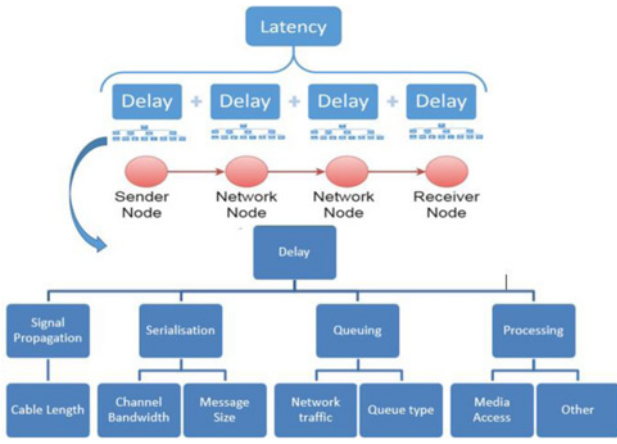 Latency
Delay + Delay + Delay + Delay
Sender Node
Network Node
Network Node
Receiver Node
Delay
Signal Propagation
Serialisation
Queuing
Processing
Cable Length
Channel Bandwidth
Message Size
Network traffic
Queue type
Media Access
Other